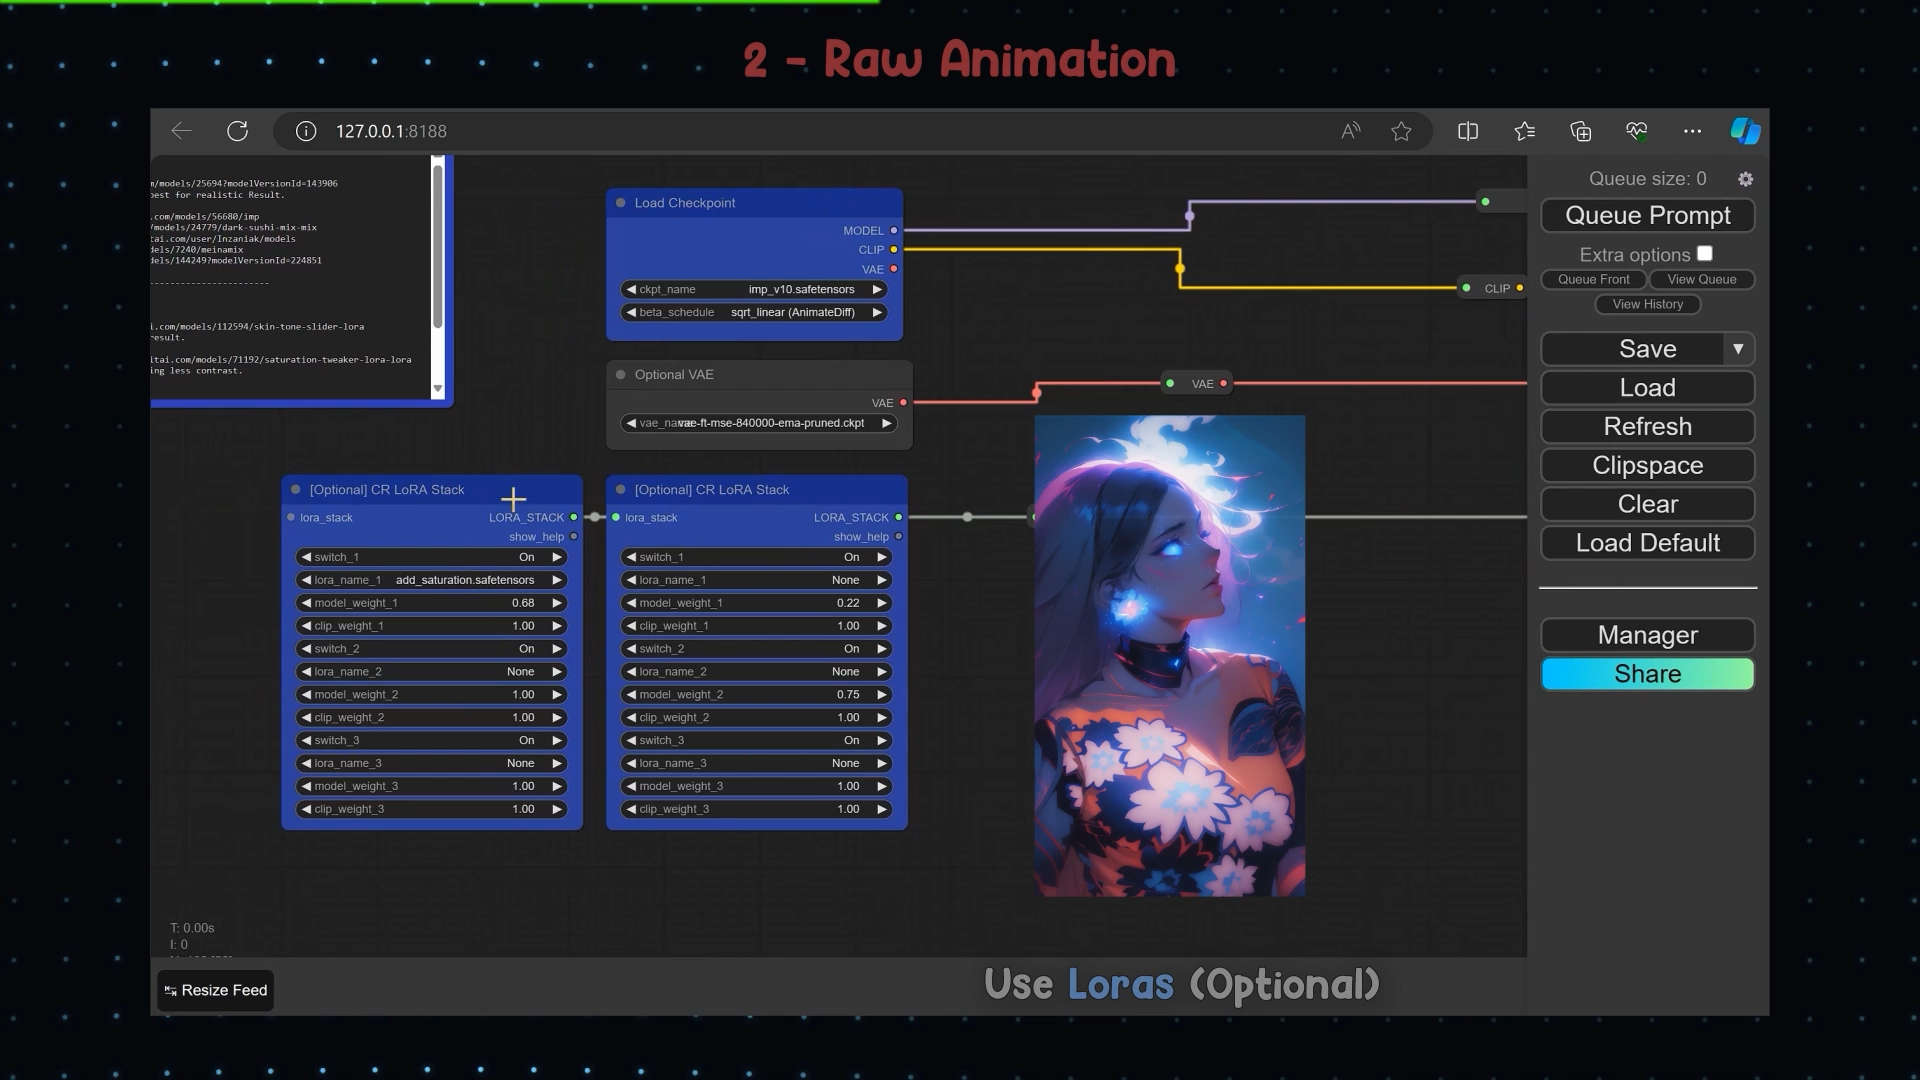 2 - Raw Animation
127.0.0.1:8188
/models/25694?modelVersionId=143906
best for realistic Result.
.com/models/56680/imp
/models/24779/dark-sushi-mix-mix
tai.com/user/Inzaniak/models
dels/7240/meinamix
/144249?modelVersionId=224851
----------------------
i.com/models/112594/skin-tone-slider-lora
result.
itai.com/models/71192/saturation-tweaker-lora-lora
ing less contrast.
Load Checkpoint
MODEL
CLIP
VAE
ckpt_name imp_v10.safetensors
beta_schedule sqrt_linear (AnimateDiff)
CLIP
Optional VAE
VAE
vae-ft-mse-840000-ema-pruned.ckpt
VAE
[Optional] CR LoRA Stack
lora_stack LORA_STACK
show_help
switch_1 On
lora_name_1 add_saturation.safetensors
model_weight_1 0.68
clip_weight_1 1.00
switch_2 On
lora_name_2 None
model_weight_2 1.00
clip_weight_2 1.00
switch_3 On
lora_name_3 None
model_weight_3 1.00
clip_weight_3 1.00
[Optional] CR LoRA Stack
lora_stack LORA_STACK
show_help
switch_1 On
lora_name_1 None
model_weight_1 0.22
clip_weight_1 1.00
switch_2 On
lora_name_2 None
model_weight_2 0.75
clip_weight_2 1.00
switch_3 On
lora_name_3 None
model_weight_3 1.00
clip_weight_3 1.00
Queue size: 0
Queue Prompt
Extra options
Queue Front View Queue
View History
Save
Load
Refresh
Clipspace
Clear
Load Default
Manager
Share
T: 0.00s
I: 0
Resize Feed
Use Loras (Optional)